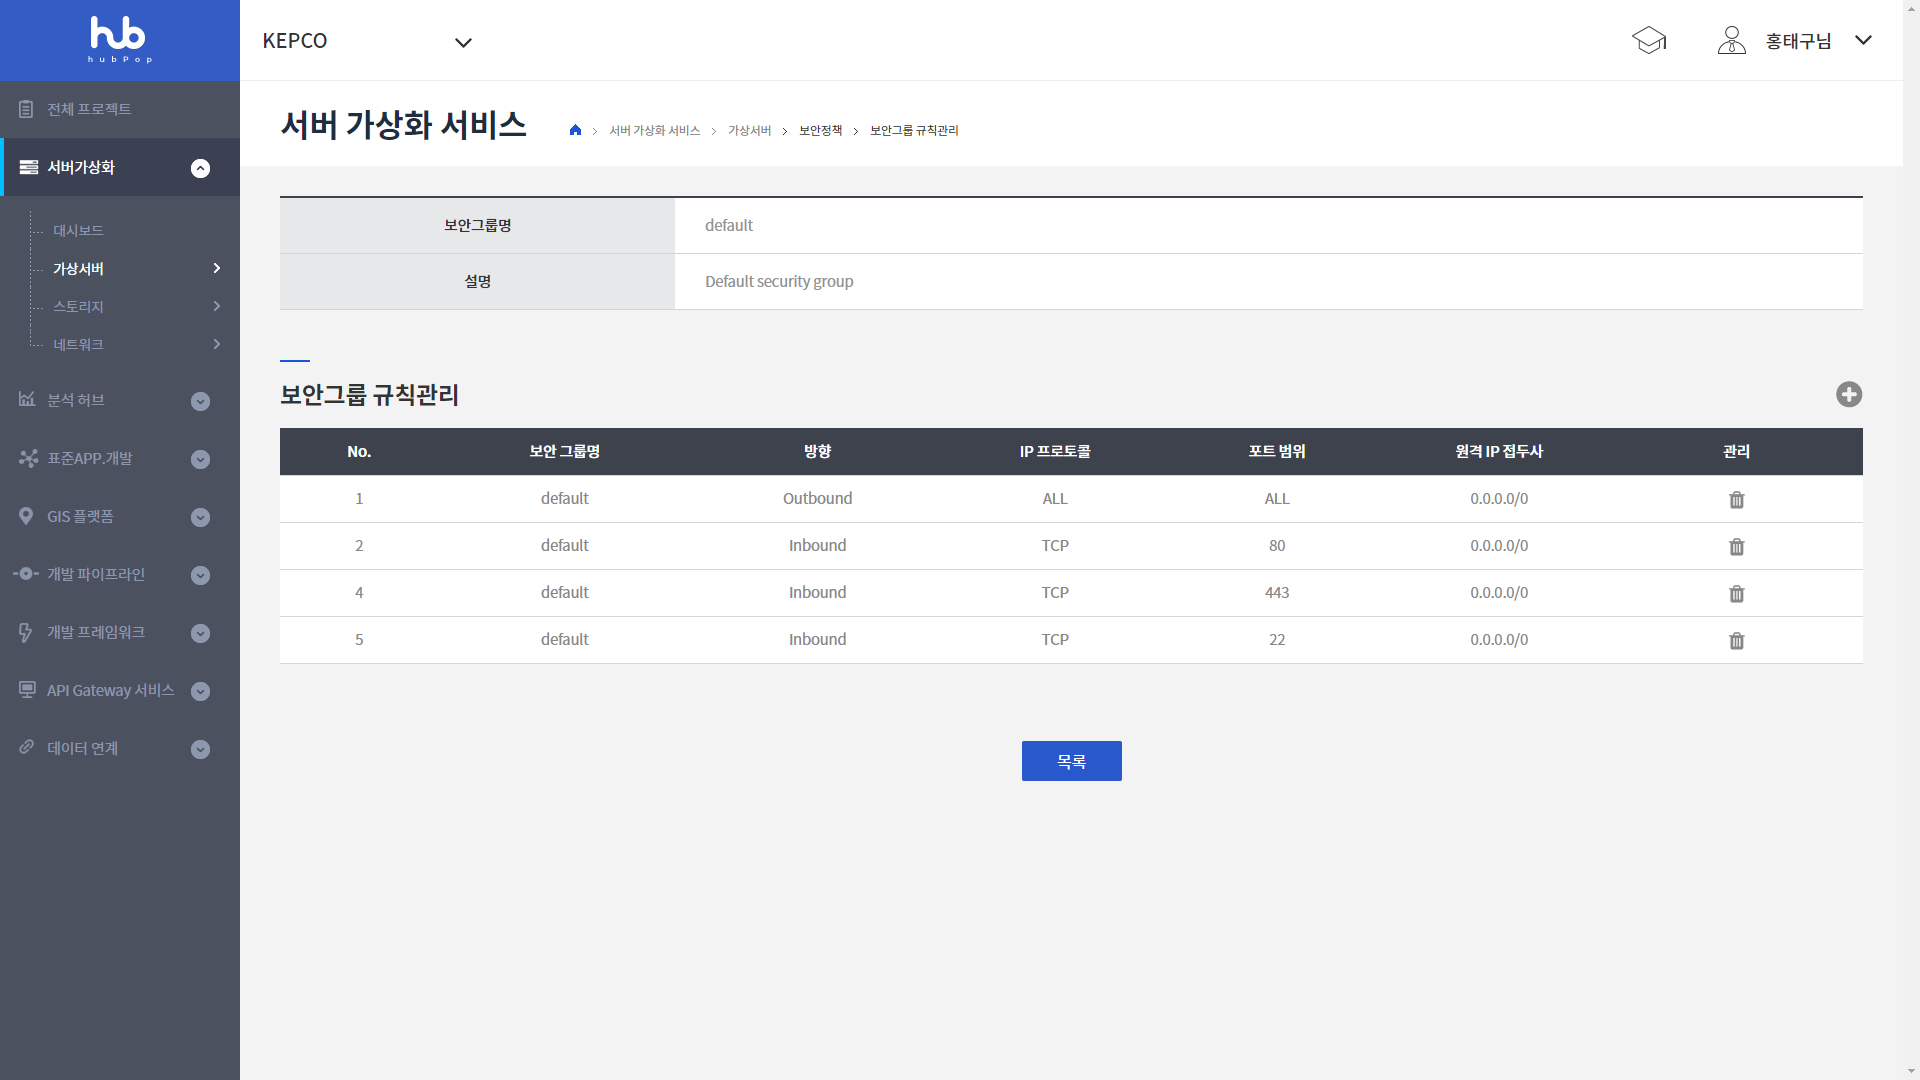 hub
hubPop
KEPCO
홍태구님
전체 프로젝트
서버가상화
대시보드
가상서버
스토리지
네트워크
분석 허브
표준APP.개발
GIS 플랫폼
개발 파이프라인
개발 프레임워크
API Gateway 서비스
데이터 연계
서버 가상화 서비스
서버 가상화 서비스 > 가상서버 > 보안정책 > 보안그룹 규칙관리
보안그룹명 default
설명 Default security group
보안그룹 규칙관리
No. 보안 그룹명 방향 IP 프로토콜 포트 범위 원격 IP 접두사 관리
1 default Outbound ALL ALL 0.0.0.0/0
2 default Inbound TCP 80 0.0.0.0/0
4 default Inbound TCP 443 0.0.0.0/0
5 default Inbound TCP 22 0.0.0.0/0
목록